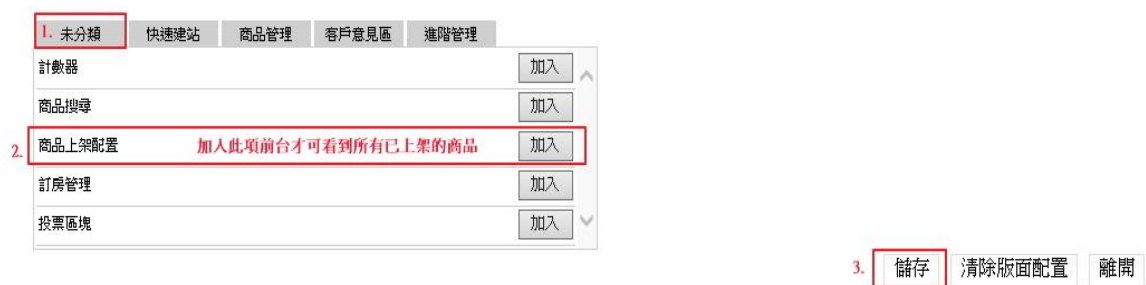 1. 未分類 快速建站 商品管理 客戶意見區 進階管理
計數器 加入
商品搜尋 加入
2. 商品上架配置 加入此項前台才可看到所有已上架的商品 加入
訂房管理 加入
投票區塊 加入
3. 儲存 清除版面配置 離開